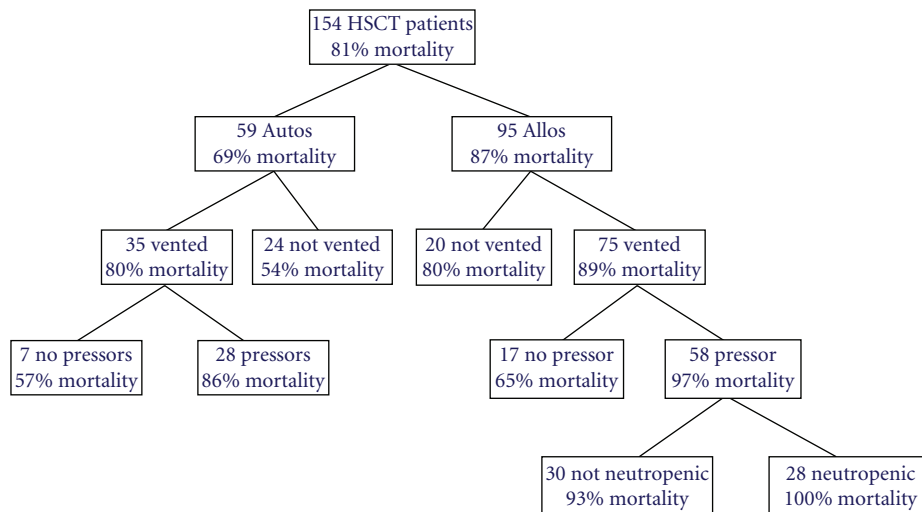 154 HSCT patients
81% mortality
59 Autos
69% mortality
95 Allos
87% mortality
35 vented
80% mortality
24 not vented
54% mortality
20 not vented
80% mortality
75 vented
89% mortality
7 no pressors
57% mortality
28 pressors
86% mortality
17 no pressor
65% mortality
58 pressor
97% mortality
30 not neutropenic
93% mortality
28 neutropenic
100% mortality